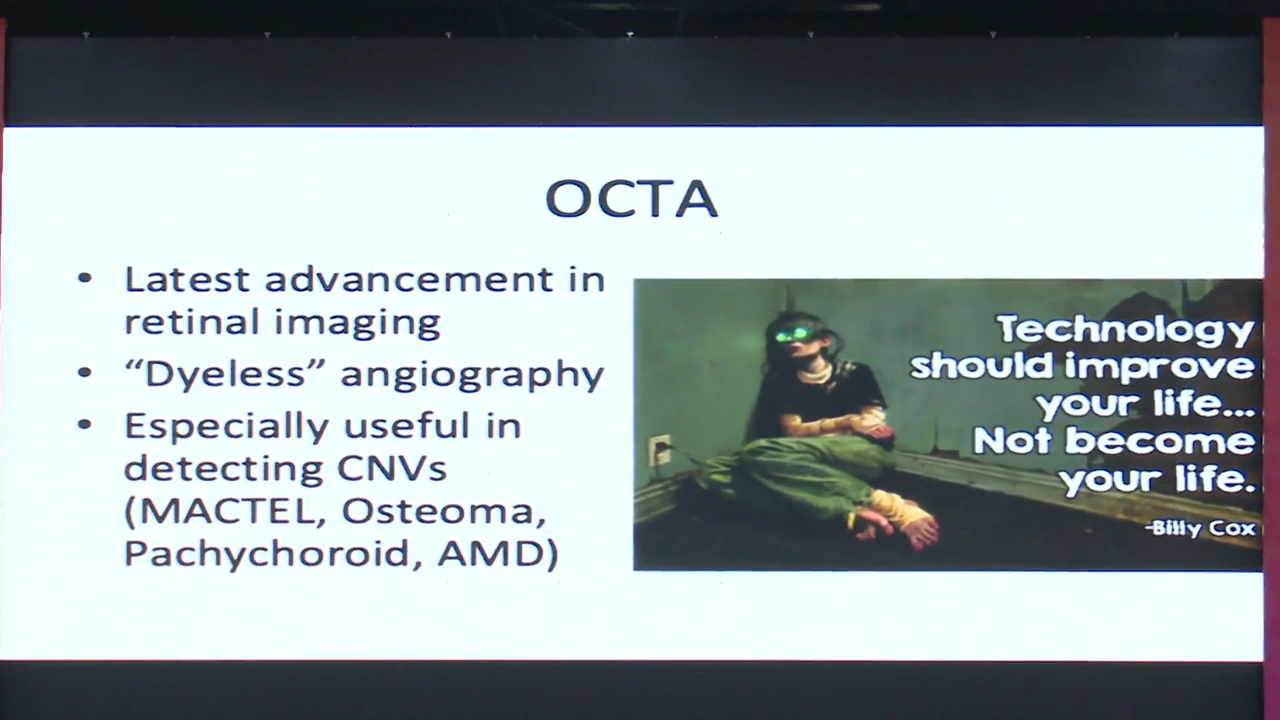 OCTA
• Latest advancement in
retinal imaging
• “Dyeless” angiography
• Especially useful in
detecting CNVs
(MACTEL, Osteoma,
Pachychoroid, AMD)
Technology
should improve
your life...
Not become
your life.
-Billy Cox